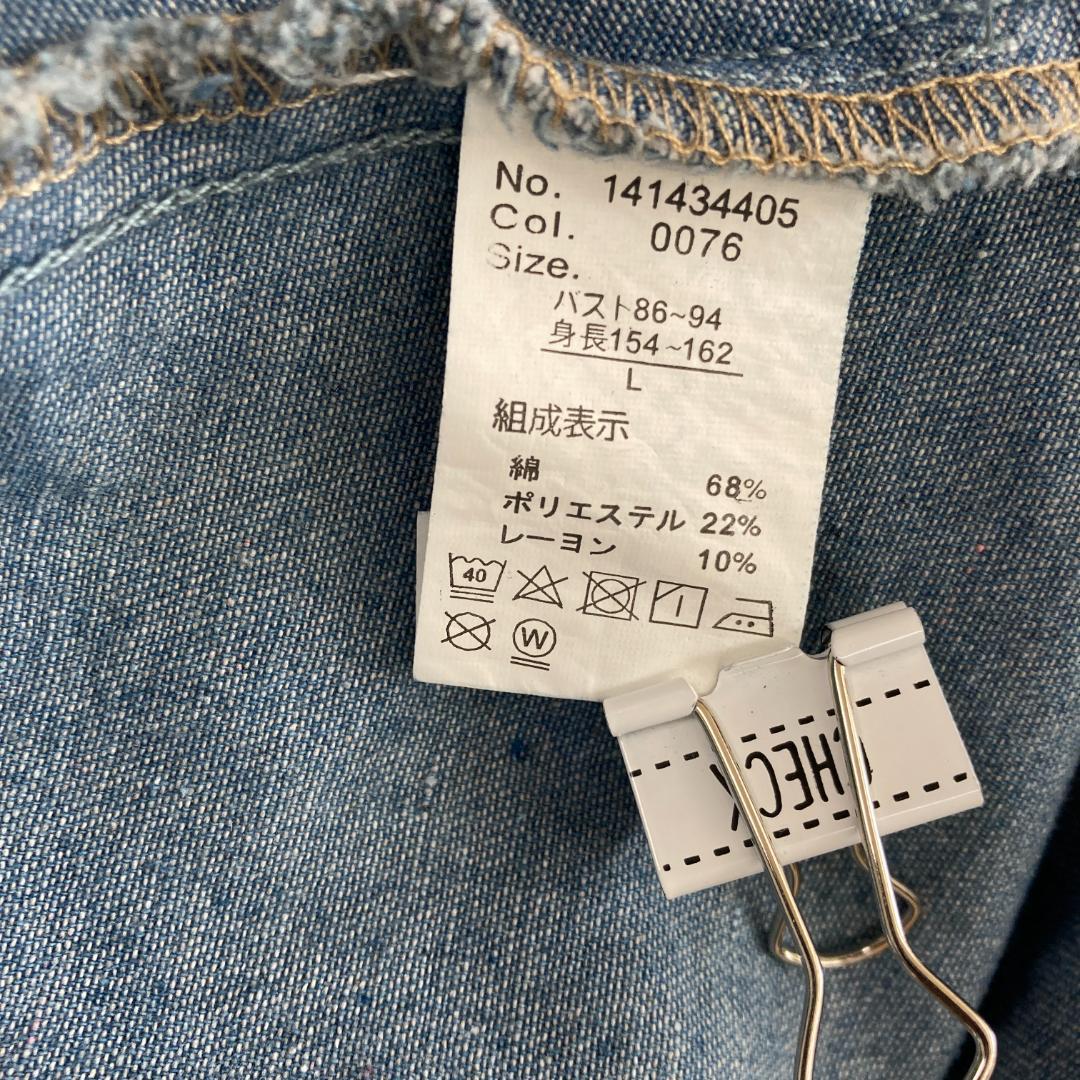 No. 141434405
Col. 0076
Size.
バスト86~94
身長154~162
L
組成表示
綿 68%
ポリエステル 22%
レーヨン 10%
40
W
CHECK